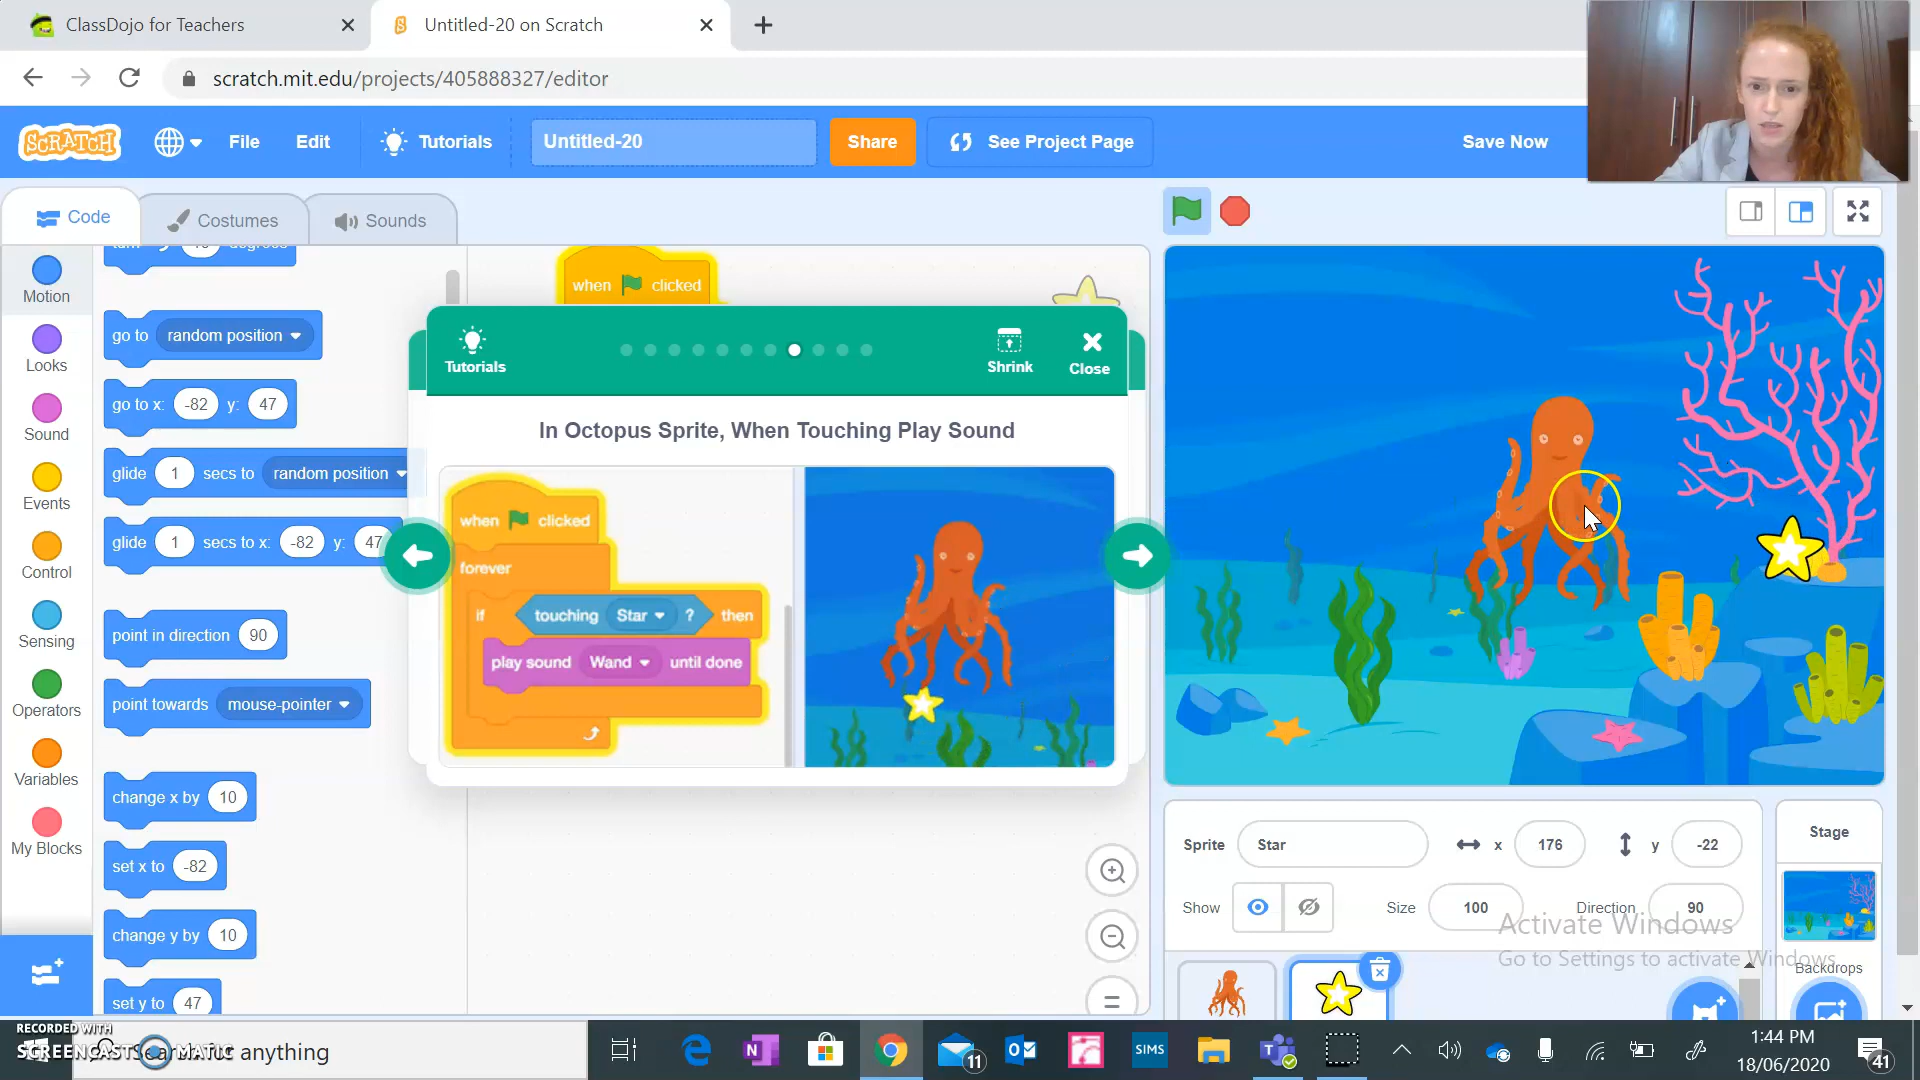 ClassDojo for Teachers
Untitled-20 on Scratch
scratch.mit.edu/projects/405888327/editor
SCRATCH
File
Edit
Tutorials
Untitled-20
Share
See Project Page
Save Now
Code
Costumes
Sounds
Motion
Looks
Sound
Events
Control
Sensing
Operators
Variables
My Blocks
go to random position
go to x: -82 y: 47
glide 1 secs to random position
glide 1 secs to x: -82 y: 47
point in direction 90
point towards mouse-pointer
change x by 10
set x to -82
change y by 10
set y to 47
when clicked
Tutorials
Shrink
Close
In Octopus Sprite, When Touching Play Sound
when clicked
forever
if touching Star ? then
play sound Wand until done
Sprite Star x 176 y -22
Show Size 100 Direction 90
Stage
Backdrops
Activate Windows
Go to Settings to activate Windows.
RECORDED WITH
SCREENCAST MATIC
anything
N
11
O
SIMS
1:44 PM
18/06/2020
41